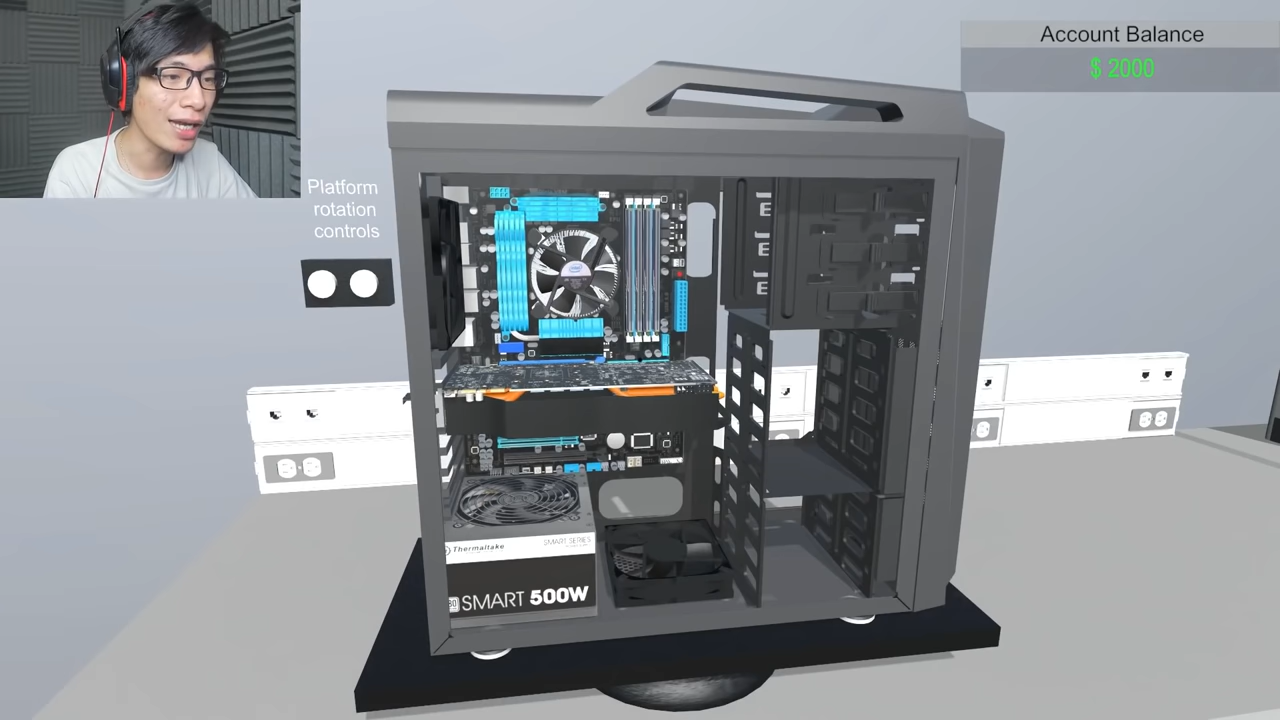 Account Balance
$ 2000
Platform
rotation
controls
Thermaltake
SMART SERIES
SMART 500W